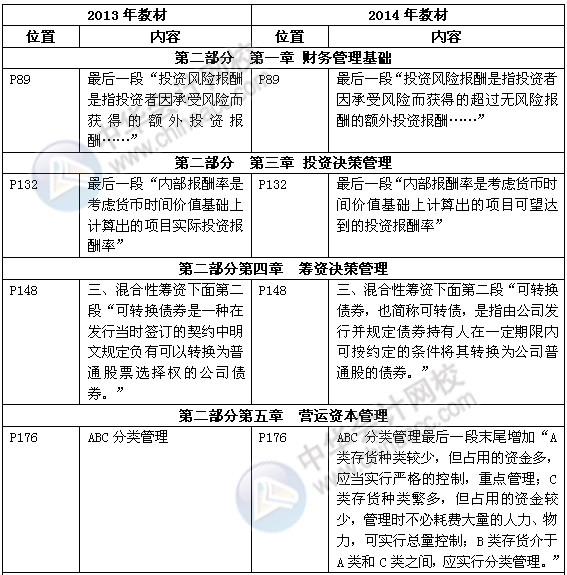 2013 年教材 2014 年教材
位置 内容 位置 内容
第二部分 第一章 财务管理基础
P89
最后一段“投资风险报酬
是指投资者因承受风险而
获得的额外投资报
酬……”
P89
最后一段“投资风险报酬是指投资者
因承受风险而获得的超过无风险报
酬的额外投资报酬……”
第二部分 第三章 投资决策管理
P132
最后一段“内部报酬率是
考虑货币时间价值基础上
计算出的项目实际投资报
酬率”
P132
最后一段“内部报酬率是考虑货币时
间价值基础上计算出的项目可望达
到的投资报酬率”
第二部分第四章 筹资决策管理
P148
三、混合性筹资下面第二
段“可转换债券是一种在
发行当时签订的契约中明
文规定负有可以转换为普
通股票选择权的公司债
券。”
P148
三、混合性筹资下面第二段“可转换
债券，也简称可转债，是指由公司发
行并规定债券持有人在一定期限内
可按约定的条件将其转换为公司普
通股的债券。”
第二部分第五章 营运资本管理
P176
ABC 分类管理
P176
ABC 分类管理最后一段末尾增加“A
类存货种类较少，但占用的资金多，
应当实行严格的控制，重点管理；C
类存货种类繁多，但占用的资金较
少，管理时不必耗费大量的人力、物
力，可实行总量控制；B 类存货介于
A 类和 C 类之间，应实行分类管理。”
中华会计网校